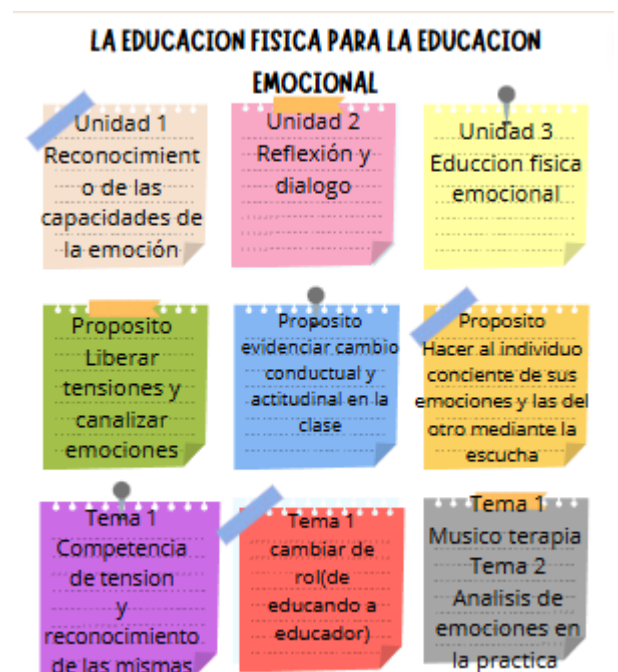 LA EDUCACION FISICA PARA LA EDUCACION
EMOCIONAL
Unidad 1
Reconocimient
o de las
capacidades de
la emoción
Unidad 2
Reflexión y
dialogo
Unidad 3
Educcion fisica
emocional
Proposito
Liberar
tensiones y
canalizar
emociones
Proposito
evidenciar cambio
conductual y
actitudinal en la
clase
Proposito
Hacer al individuo
conciente de sus
emociones y las del
otro mediante la
escucha
Tema 1
Competencia
de tension
y
reconocimiento
de las mismas
Tema 1
cambiar de
rol(de
educando a
educador)
Tema 1
Musico terapia
Tema 2
Analisis de
emociones en
la practica